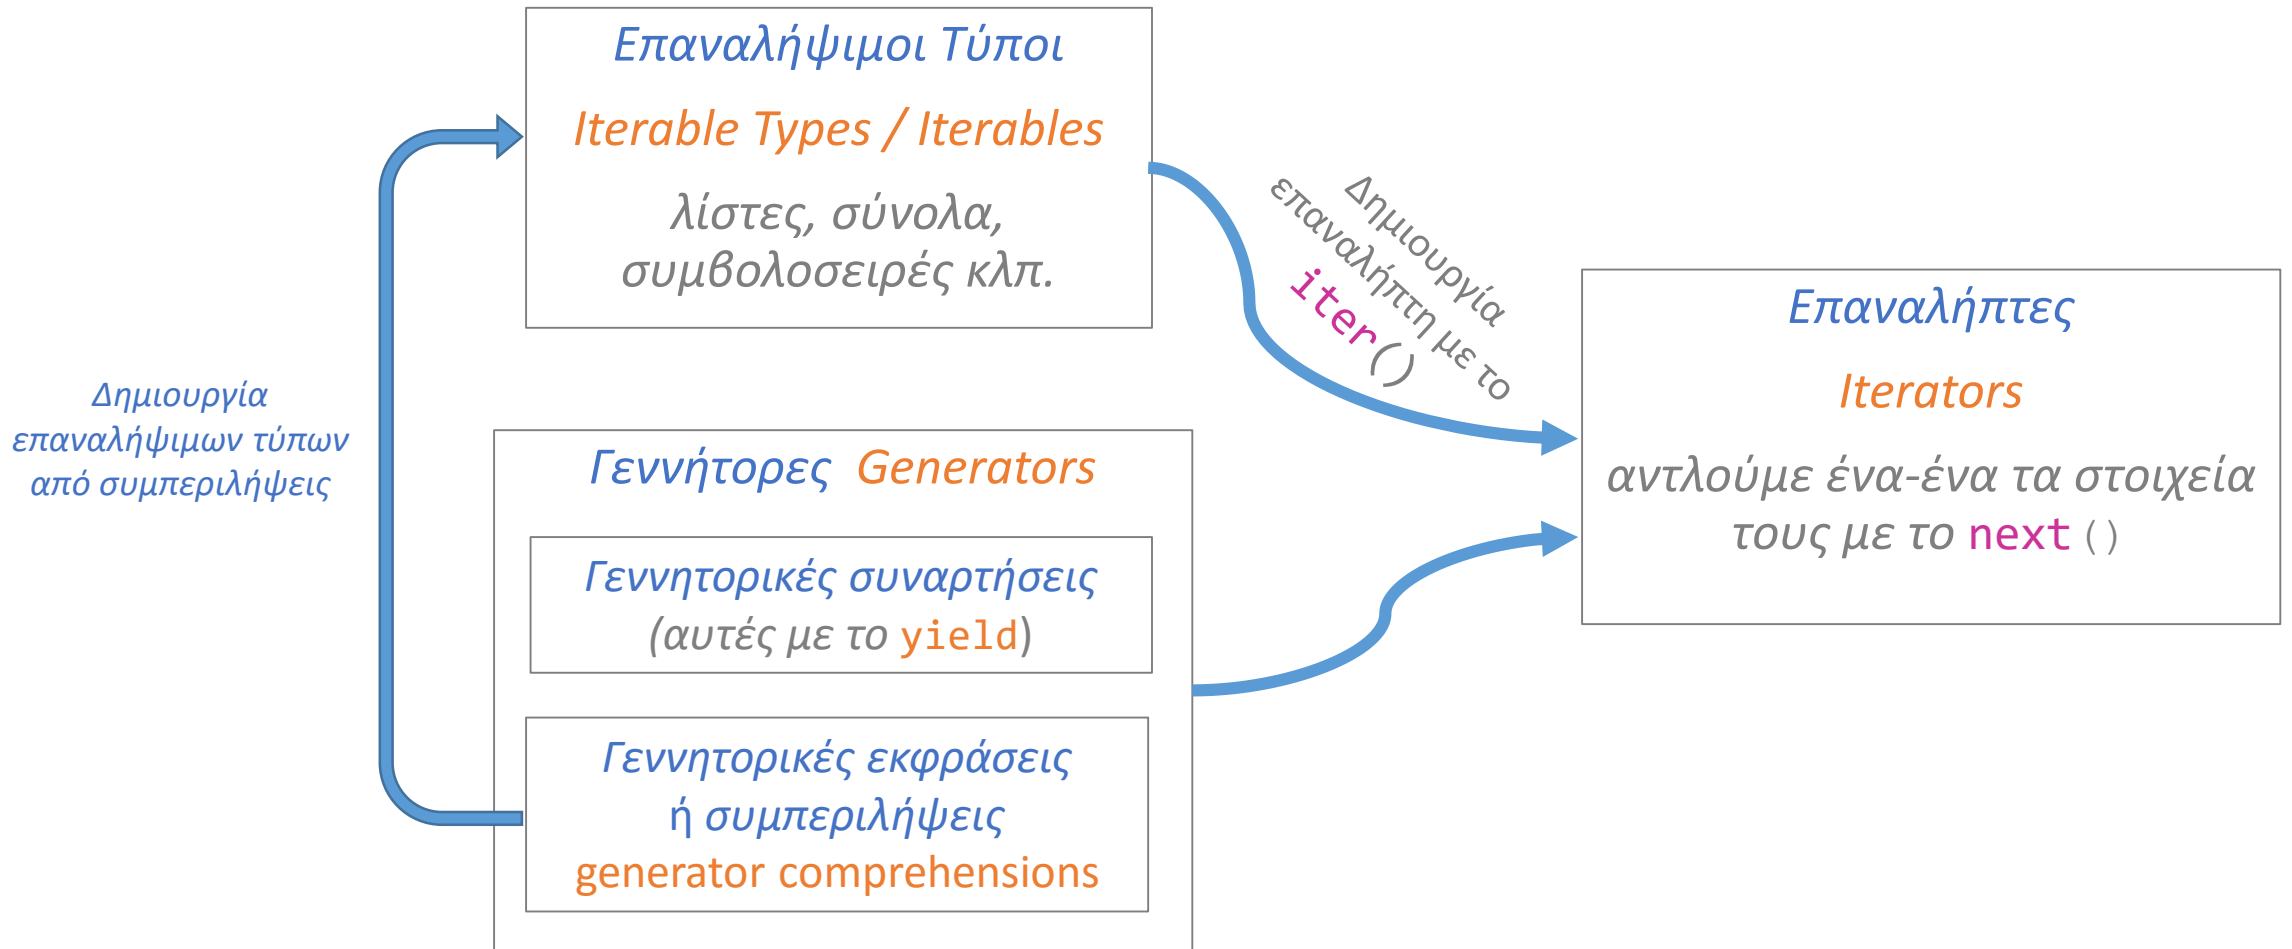 Επαναλήψιμοι Τύποι
Iterable Types / Iterables
λίστες, σύνολα,
συμβολοσειρές κλπ.
Δημιουργία
επαναλήπτη με το
iter()
Επαναλήπτες
Iterators
αντλούμε ένα-ένα τα στοιχεία
τους με το next()
Δημιουργία
επαναλήψιμων τύπων
από συμπεριλήψεις
Γεννήτορες Generators
Γεννητορικές συναρτήσεις
(αυτές με το yield)
Γεννητορικές εκφράσεις
ή συμπεριλήψεις
generator comprehensions